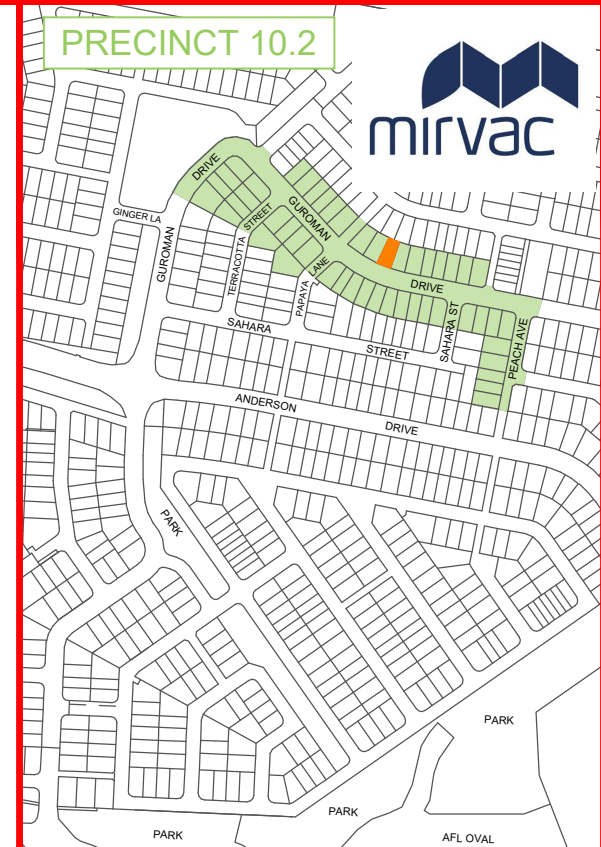 PRECINCT 10.2
mirvac
DRIVE
GINGER LA
GUROMAN
STREET
TERRACOTTA
GUROMAN
PAPAYA
LANE
DRIVE
SAHARA
STREET
SAHARA ST
PEACH AVE
ANDERSON
DRIVE
PARK
PARK
PARK
PARK
AFL OVAL